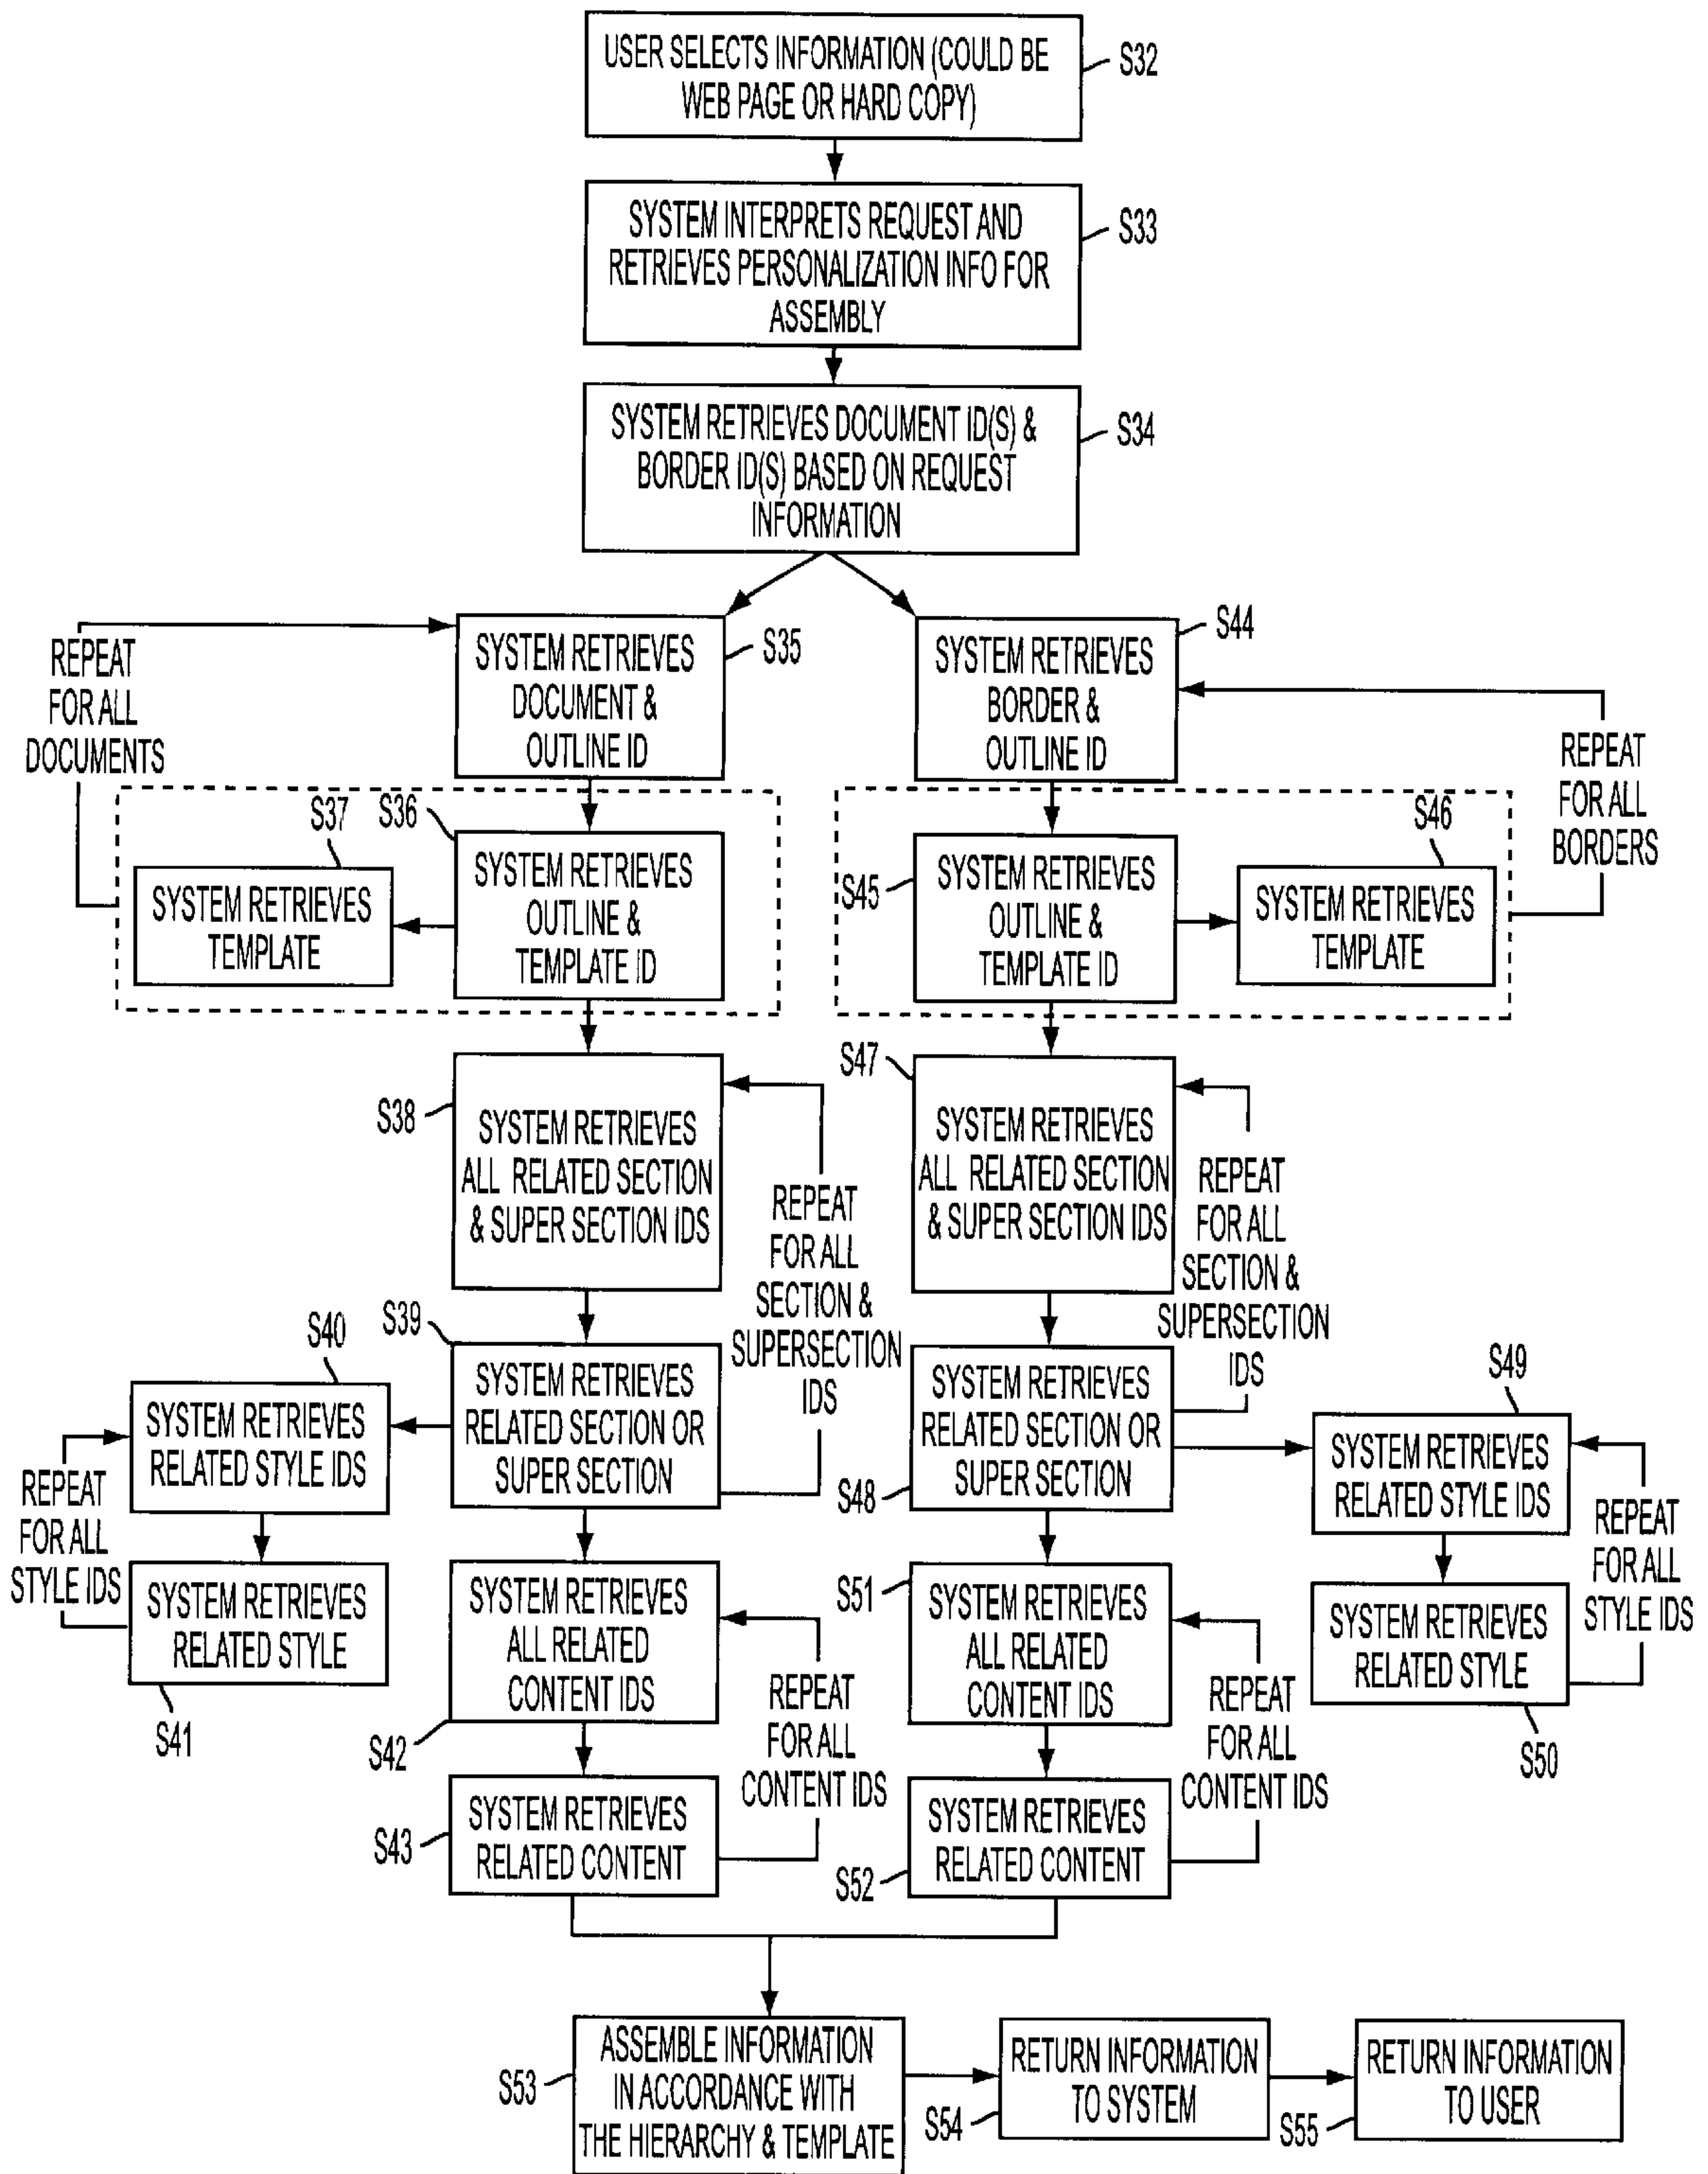 USER SELECTS INFORMATION (COULD BE
WEB PAGE OR HARD COPY)
S32
SYSTEM INTERPRETS REQUEST AND
RETRIEVES PERSONALIZATION INFO FOR
ASSEMBLY
S33
SYSTEM RETRIEVES DOCUMENT ID(S) &
BORDER ID(S) BASED ON REQUEST
INFORMATION
S34
REPEAT
FOR ALL
DOCUMENTS
SYSTEM RETRIEVES
DOCUMENT &
OUTLINE ID
S35
SYSTEM RETRIEVES
BORDER &
OUTLINE ID
S44
REPEAT
FOR ALL
BORDERS
S37
SYSTEM RETRIEVES
TEMPLATE
S36
SYSTEM RETRIEVES
OUTLINE &
TEMPLATE ID
S45
SYSTEM RETRIEVES
OUTLINE &
TEMPLATE ID
S46
SYSTEM RETRIEVES
TEMPLATE
S38
SYSTEM RETRIEVES
ALL RELATED SECTION
& SUPER SECTION IDS
REPEAT
FOR ALL
SECTION &
SUPERSECTION
IDS
S47
SYSTEM RETRIEVES
ALL RELATED SECTION
& SUPER SECTION IDS
REPEAT
FOR ALL
SECTION &
SUPERSECTION
IDS
S40
SYSTEM RETRIEVES
RELATED STYLE IDS
S39
SYSTEM RETRIEVES
RELATED SECTION OR
SUPER SECTION
S48
SYSTEM RETRIEVES
RELATED SECTION OR
SUPER SECTION
S49
SYSTEM RETRIEVES
RELATED STYLE IDS
REPEAT
FOR ALL
STYLE IDS
SYSTEM RETRIEVES
RELATED STYLE
S41
S42
SYSTEM RETRIEVES
ALL RELATED
CONTENT IDS
REPEAT
FOR ALL
CONTENT IDS
S51
SYSTEM RETRIEVES
ALL RELATED
CONTENT IDS
REPEAT
FOR ALL
CONTENT IDS
SYSTEM RETRIEVES
RELATED STYLE
S50
REPEAT
FOR ALL
STYLE IDS
S43
SYSTEM RETRIEVES
RELATED CONTENT
S52
SYSTEM RETRIEVES
RELATED CONTENT
S53
ASSEMBLE INFORMATION
IN ACCORDANCE WITH
THE HIERARCHY & TEMPLATE
S54
RETURN INFORMATION
TO SYSTEM
S55
RETURN INFORMATION
TO USER